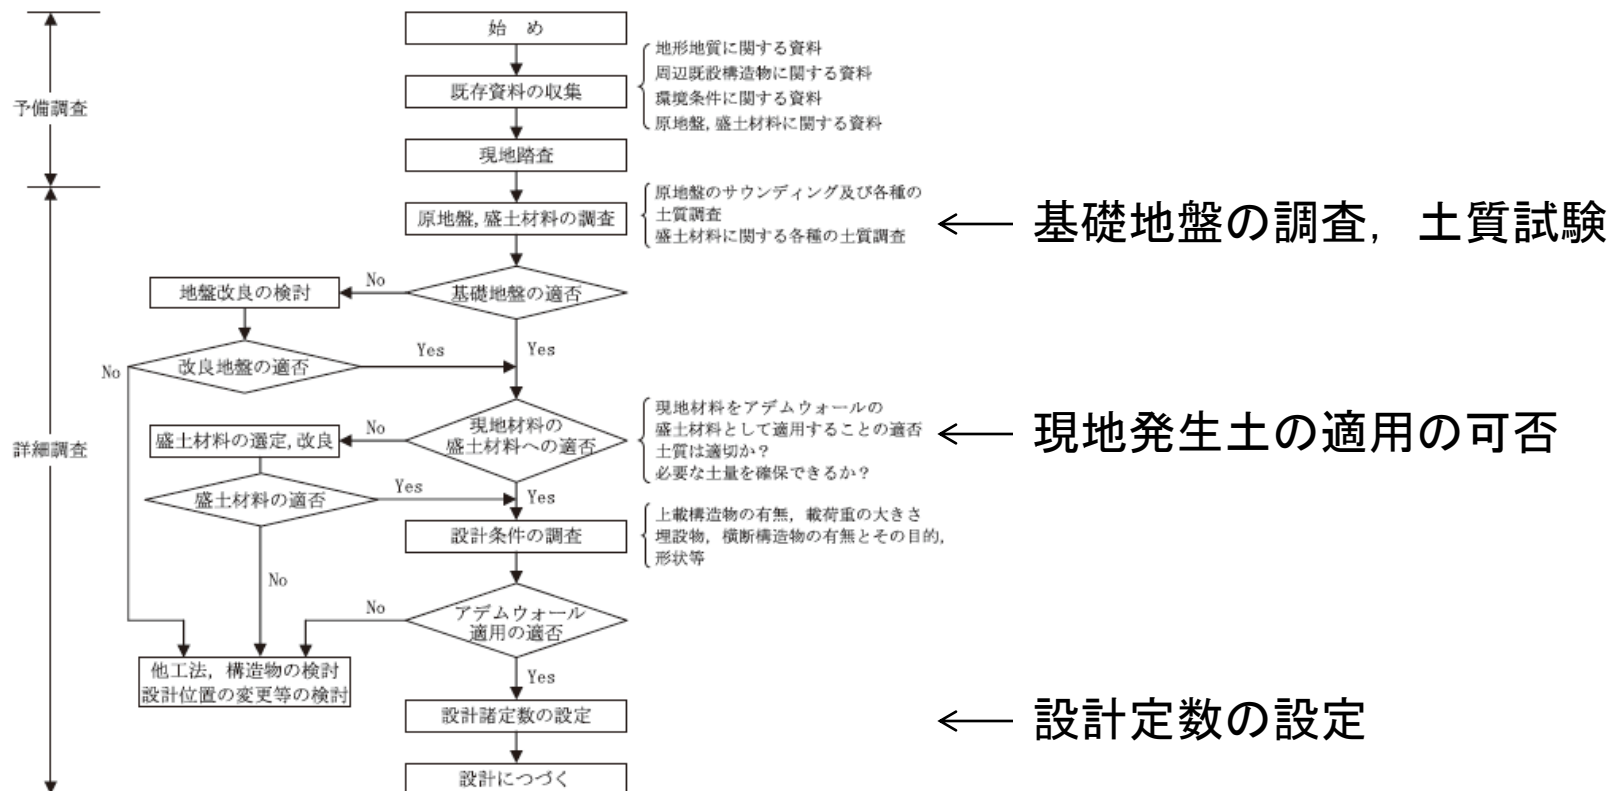 始　め
地形地質に関する資料
周辺既設構造物に関する資料
環境条件に関する資料
原地盤，盛土材料に関する資料
既存資料の収集
予備調査
現地踏査
原地盤のサウンディング及び各種の
土質調査
盛土材料に関する各種の土質調査
原地盤，盛土材料の調査
← 基礎地盤の調査，土質試験
基礎地盤の適否
No
地盤改良の検討
Yes
改良地盤の適否
Yes
No
現地材料の
盛土材料への適否
現地材料をアデムウォールの
盛土材料として適用することの適否
土質は適切か？
必要な土量を確保できるか？
← 現地発生土の適用の可否
No
盛土材料の選定，改良
詳細調査
盛土材料の適否
Yes
Yes
設計条件の調査
上載構造物の有無，載荷重の大きさ
埋設物，横断構造物の有無とその目的，
形状等
No
アデムウォール
適用の適否
No
他工法，構造物の検討
設計位置の変更等の検討
Yes
設計諸定数の設定
← 設計定数の設定
設計につづく